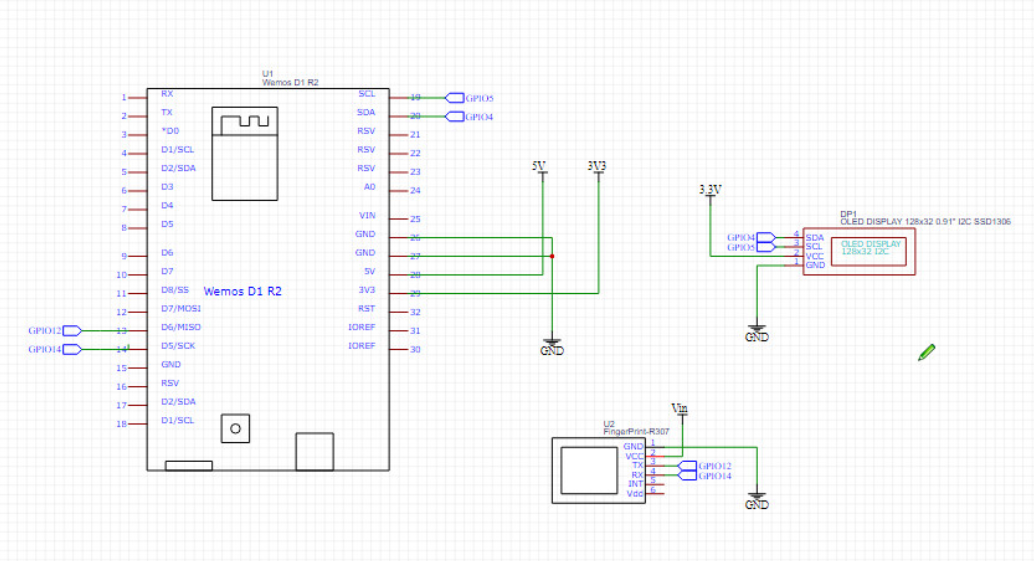 U1
Wemos D1 R2
1 RX
2 TX
3 *D0
4 D1/SCL
5 D2/SDA
6 D3
7 D4
8 D5
9 D6
10 D7
11 D8/SS
12 D7/MOSI
GPIO12 13 D6/MISO
GPIO14 14 D5/SCK
15 GND
16 RSV
17 D2/SDA
18 D1/SCL
Wemos D1 R2
SCL 19 GPIO5
SDA 20 GPIO4
RSV 21
RSV 22
RSV 23
A0 24
VIN 25
GND 26
GND 27
5V 28
3V3 29
RST 32
IOREF 31
IOREF 30
5V
3V3
GND
3.3V
DP1
OLED DISPLAY 128x32 0.91" I2C SSD1306
GPIO4 4 SDA
GPIO5 3 SCL
2 VCC
1 GND
OLED DISPLAY
128x32 I2C
GND
Vin
U2
FingerPrint-R307
GND 1
VCC 2
TX 3 GPIO12
RX 4 GPIO14
INT 5
Vdd 6
GND